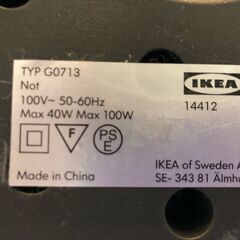 TYP G0713
Not
100V~ 50-60Hz
Max 40W Max 100W
F
PS
E
Made in China
IKEA
14412
IKEA of Sweden A
SE- 343 81 Älmhu